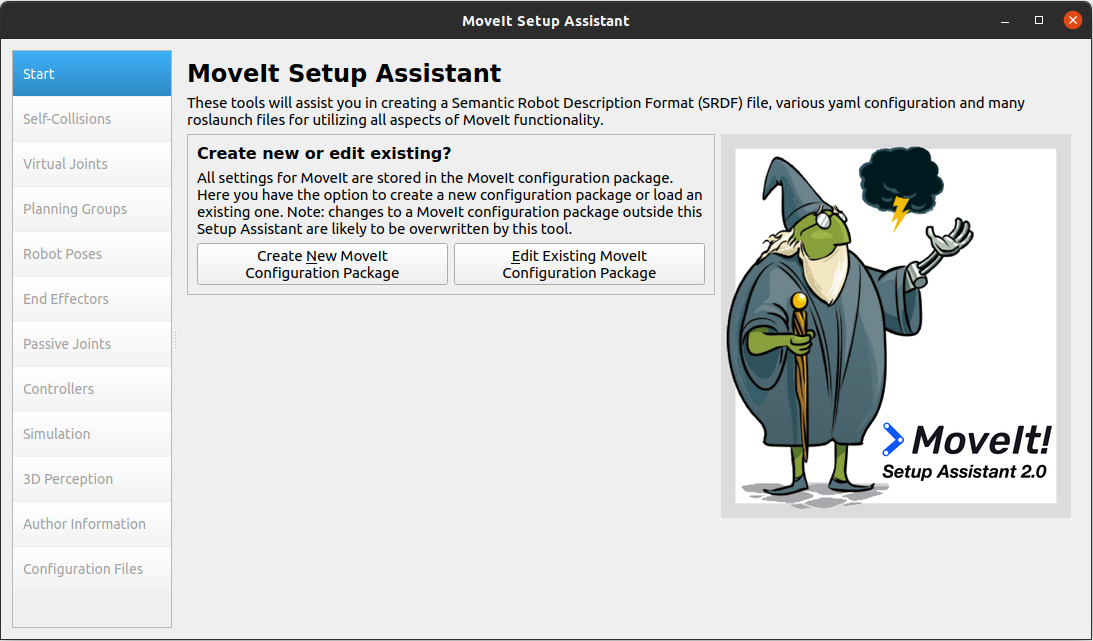 MoveIt Setup Assistant
Start
Self-Collisions
Virtual Joints
Planning Groups
Robot Poses
End Effectors
Passive Joints
Controllers
Simulation
3D Perception
Author Information
Configuration Files
MoveIt Setup Assistant
These tools will assist you in creating a Semantic Robot Description Format (SRDF) file, various yaml configuration and many
roslaunch files for utilizing all aspects of MoveIt functionality.
Create new or edit existing?
All settings for MoveIt are stored in the MoveIt configuration package.
Here you have the option to create a new configuration package or load an
existing one. Note: changes to a MoveIt configuration package outside this
Setup Assistant are likely to be overwritten by this tool.
Create New MoveIt
Configuration Package
Edit Existing MoveIt
Configuration Package
MoveIt!
Setup Assistant 2.0